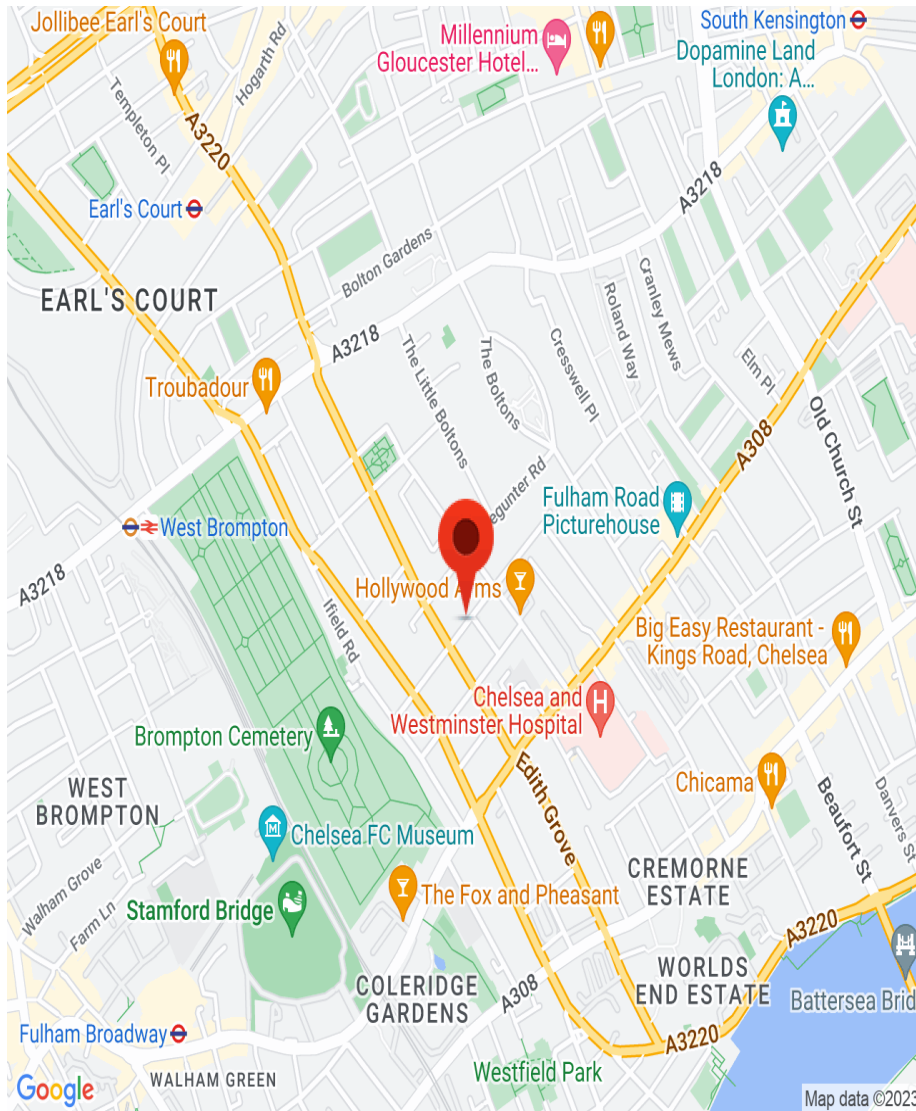 Jollibee Earl's Court
Hogarth Rd
Millennium
Gloucester Hotel...
South Kensington
Dopamine Land
London: A...
Templeton Pl
A3220
A3218
Earl's Court
Bolton Gardens
EARL'S COURT
A3218
Cranley Mews
Roland Way
Cresswell Pl
The Boltons
The Little Boltons
Elm Pl
Troubadour
Old Church St
A308
Fulham Road
Picturehouse
West Brompton
A3218
Hollywood
Ifield Rd
Big Easy Restaurant -
Kings Road, Chelsea
Chelsea and
Westminster Hospital
Brompton Cemetery
Edith Grove
Chicama
WEST
BROMPTON
Beaufort St
Danvers St
Chelsea FC Museum
CREMORNE
ESTATE
Walham Grove
Farm Ln
The Fox and Pheasant
Stamford Bridge
A3220
WORLDS
END ESTATE
COLERIDGE
GARDENS
A308
Battersea Brid
Fulham Broadway
A3220
Westfield Park
WALHAM GREEN
Google
Map data ©2023